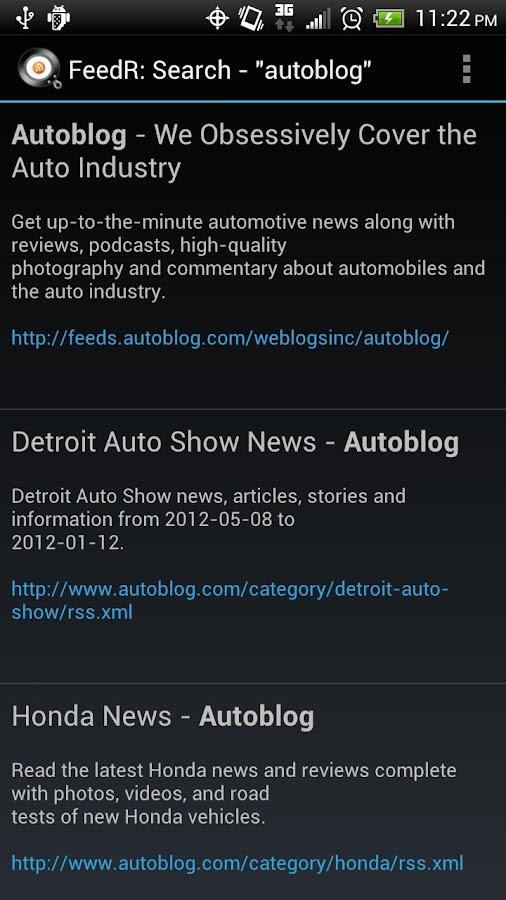 3G
11:22 PM
FeedR: Search - "autoblog"
Autoblog - We Obsessively Cover the
Auto Industry
Get up-to-the-minute automotive news along with
reviews, podcasts, high-quality
photography and commentary about automobiles and
the auto industry.
http://feeds.autoblog.com/weblogsinc/autoblog/
Detroit Auto Show News - Autoblog
Detroit Auto Show news, articles, stories and
information from 2012-05-08 to
2012-01-12.
http://www.autoblog.com/category/detroit-auto-
show/rss.xml
Honda News - Autoblog
Read the latest Honda news and reviews complete
with photos, videos, and road
tests of new Honda vehicles.
http://www.autoblog.com/category/honda/rss.xml